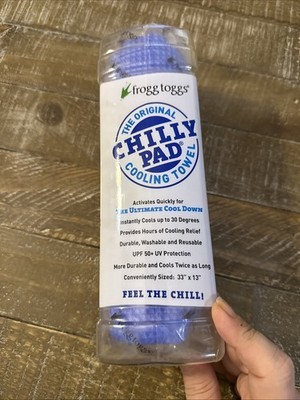 frogg toggs®
THE ORIGINAL
CHILLY
PAD®
COOLING TOWEL
Activates Quickly for
THE ULTIMATE COOL DOWN
Instantly Cools up to 30 Degrees
Provides Hours of Cooling Relief
Durable, Washable and Reusable
UPF 50+ UV Protection
More Durable and Cools Twice as Long
Conveniently Sized: 33" x 13"
FEEL THE CHILL!